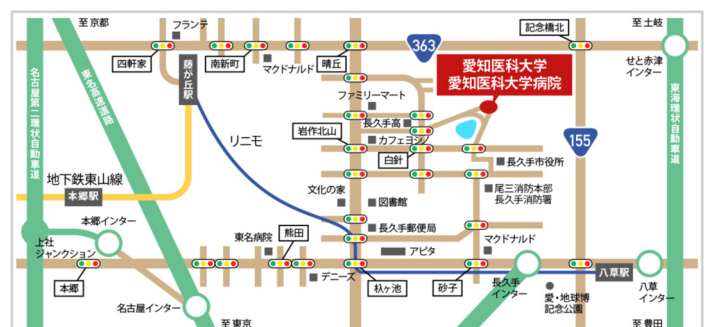 至 京都
フランテ
記念橋北
至 土岐
363
四軒家
南新町
マクドナルド
晴丘
愛知医科大学
愛知医科大学病院
せと赤津
インター
藤が丘駅
名古屋第二環状自動車道
東名高速道路
ファミリーマート
長久手高
東海環状自動車道
リニモ
岩作北山
カフェヨシノ
白針
155
長久手市役所
地下鉄東山線
本郷駅
文化の家
図書館
尾三消防本部
長久手消防署
本郷インター
長久手郵便局
熊田
東名病院
アピタ
マクドナルド
上社
ジャンクション
デニーズ
八草駅
本郷
杁ヶ池
砂子
長久手
インター
八草
インター
名古屋インター
愛・地球博
記念公園
至 東京
至 豊田